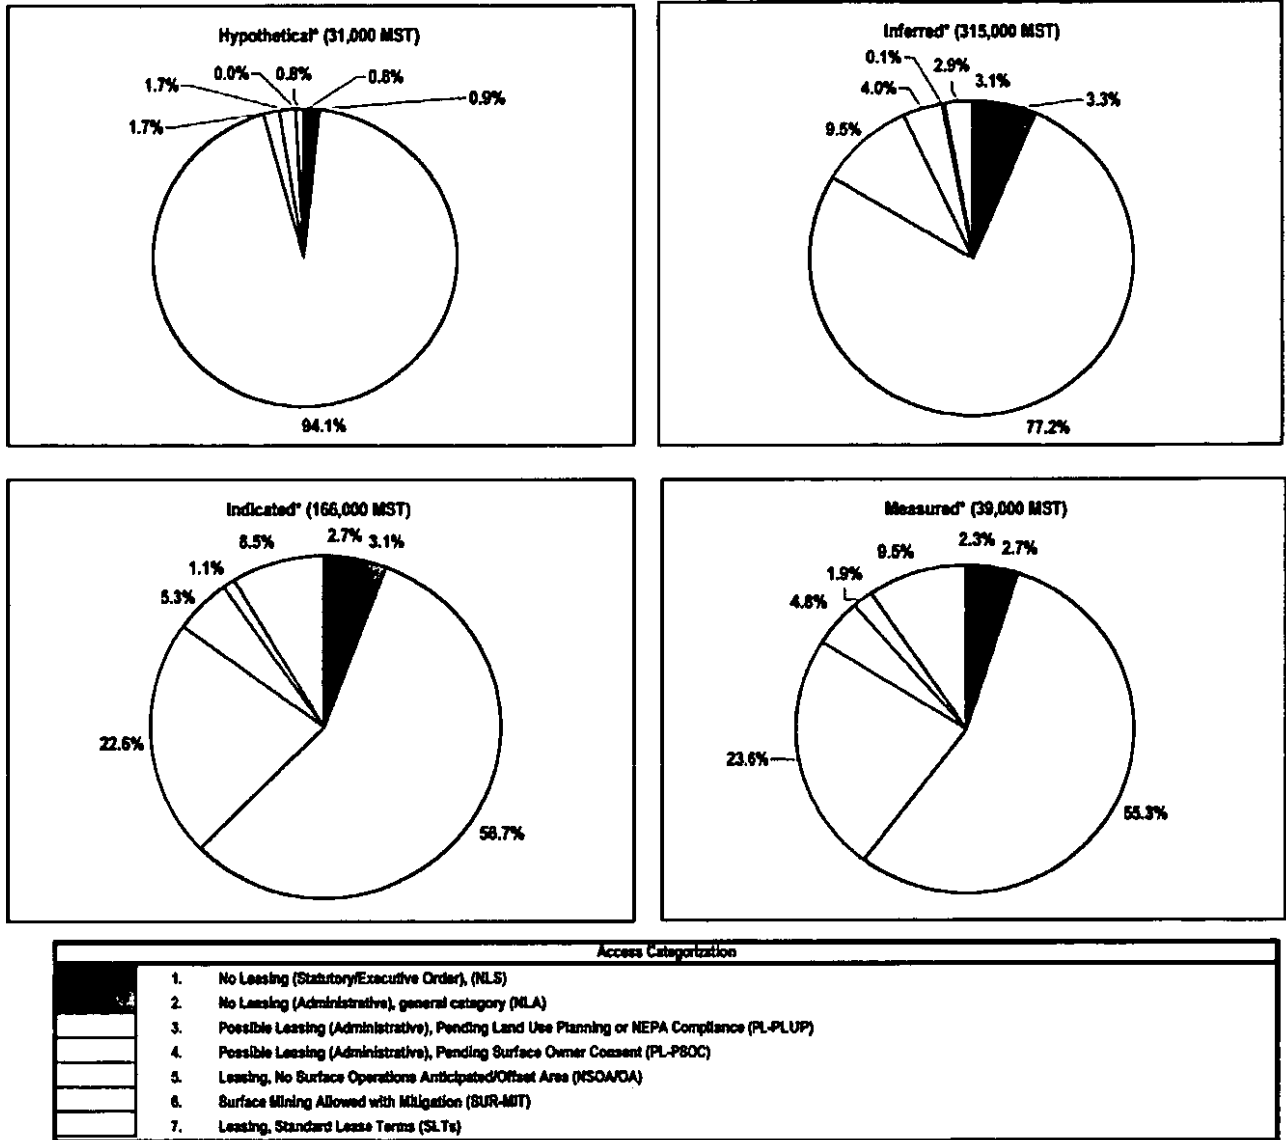 Hypothetical* (31,000 MST)
0.0%
0.8%
0.8%
1.7%
0.9%
1.7%
94.1%
Inferred* (315,000 MST)
0.1%
2.9%
3.1%
4.0%
3.3%
9.5%
77.2%
Indicated* (166,000 MST)
8.5%
2.7%
3.1%
1.1%
5.3%
22.6%
56.7%
Measured* (39,000 MST)
9.5%
2.3%
2.7%
1.9%
4.8%
23.6%
55.3%
Access Categorization
1. No Leasing (Statutory/Executive Order), (NLS)
2. No Leasing (Administrative), general category (NLA)
3. Possible Leasing (Administrative), Pending Land Use Planning or NEPA Compliance (PL-PLUP)
4. Possible Leasing (Administrative), Pending Surface Owner Consent (PL-PSOC)
5. Leasing, No Surface Operations Anticipated/Offset Area (NSOA/OA)
6. Surface Mining Allowed with Mitigation (SUR-MIT)
7. Leasing, Standard Lease Terms (SLTs)